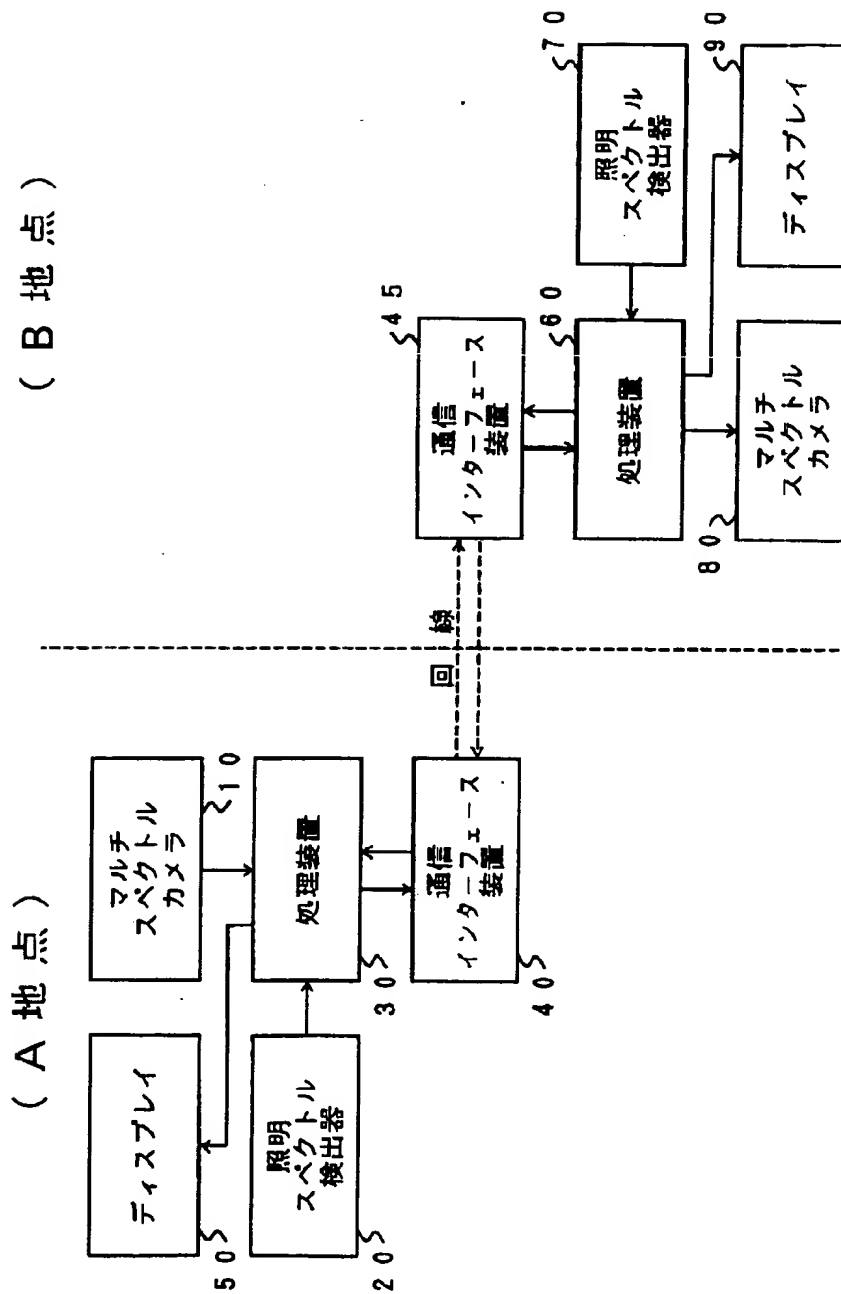 （A 地点）
ディスプレイ
50
照明
スペクトル
検出器
20
マルチ
スペクトル
カメラ
10
処理装置
30
通信
インターフェース
装置
40
回線
（B 地点）
通信
インターフェース
装置
45
処理装置
60
照明
スペクトル
検出器
70
マルチ
スペクトル
カメラ
80
ディスプレイ
90